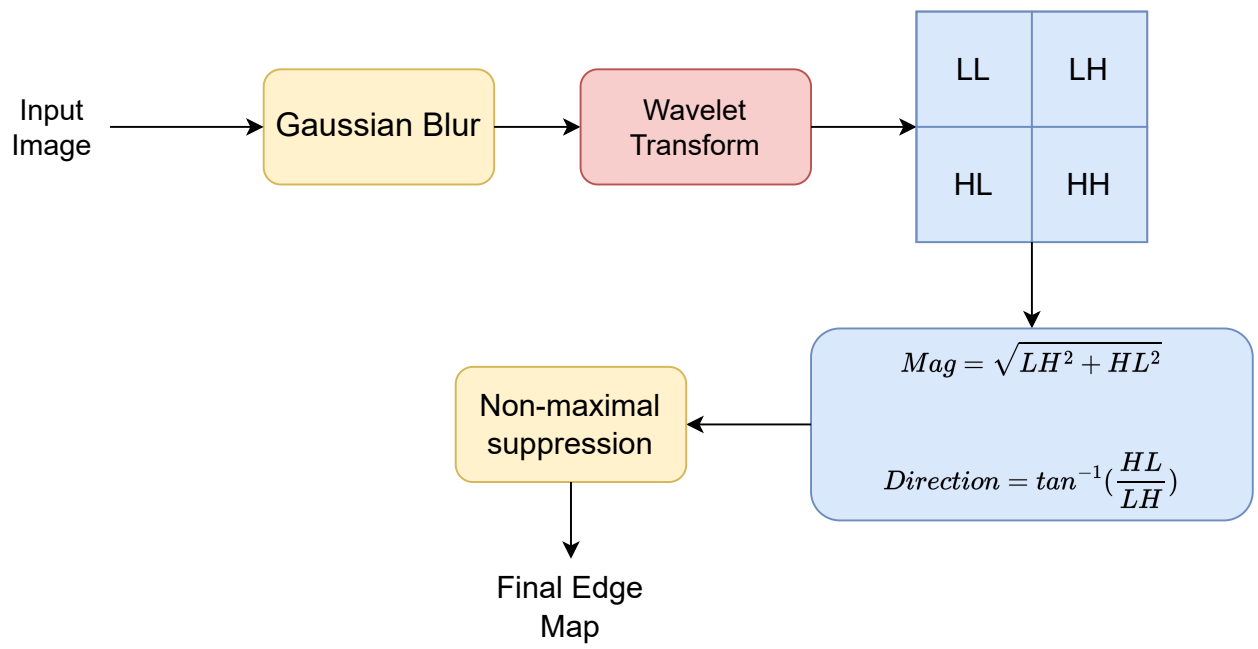 Input
Image
Gaussian Blur
Wavelet
Transform
LL LH
HL HH
Mag = √(LH² + HL²)
Direction = tan⁻¹(HL/LH)
Non-maximal
suppression
Final Edge
Map